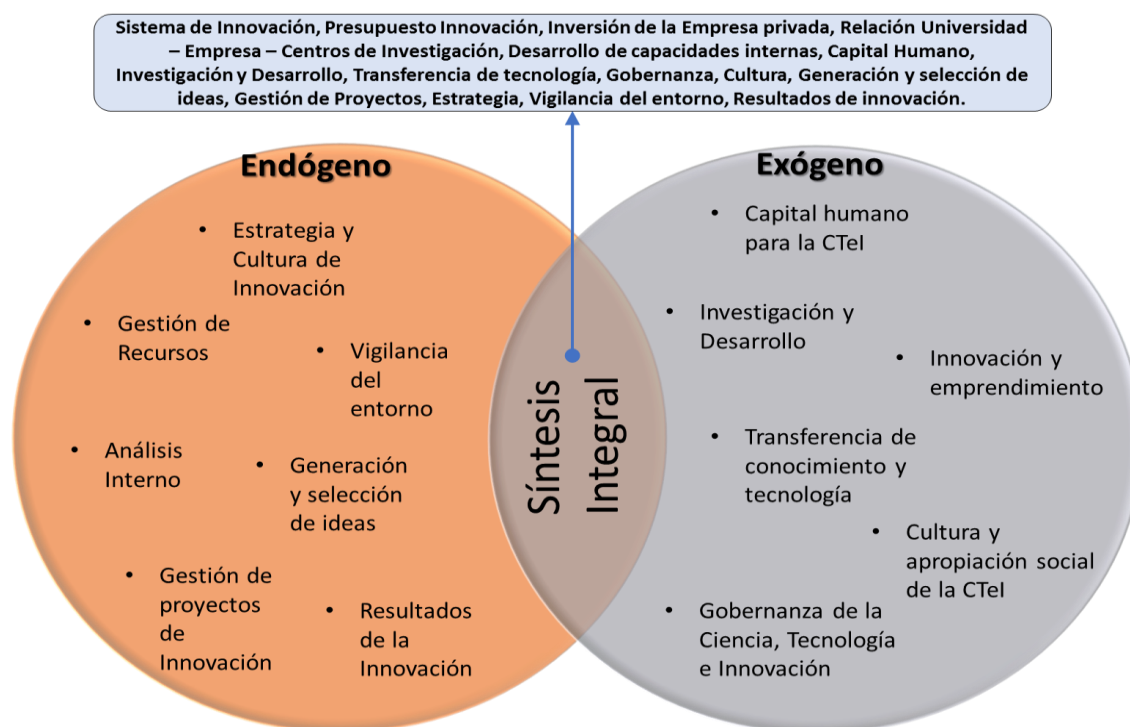 Sistema de Innovación, Presupuesto Innovación, Inversión de la Empresa privada, Relación Universidad
– Empresa – Centros de Investigación, Desarrollo de capacidades internas, Capital Humano,
Investigación y Desarrollo, Transferencia de tecnología, Gobernanza, Cultura, Generación y selección de
ideas, Gestión de Proyectos, Estrategia, Vigilancia del entorno, Resultados de innovación.
Endógeno
• Estrategia y
Cultura de
Innovación
• Gestión de
Recursos
• Vigilancia
del
entorno
• Análisis
Interno
• Generación
y selección
de ideas
• Gestión de
proyectos
de
Innovación
• Resultados
de la
Innovación
Síntesis
Integral
Exógeno
• Capital humano
para la CTeI
• Investigación y
Desarrollo
• Innovación y
emprendimiento
• Transferencia de
conocimiento y
tecnología
• Cultura y
apropiación social
de la CTeI
• Gobernanza de la
Ciencia, Tecnología
e Innovación